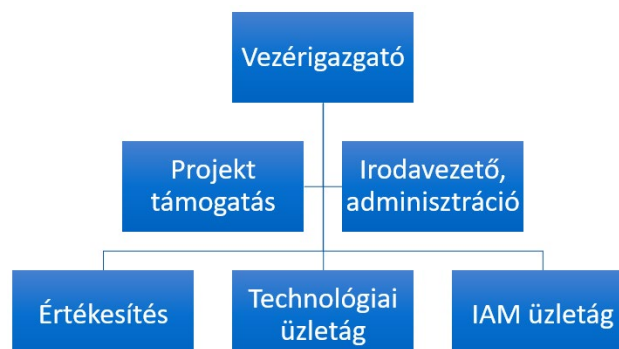 Vezérigazgató
Projekt
támogatás
Irodavezető,
adminisztráció
Értékesítés
Technológiai
üzletág
IAM üzletág